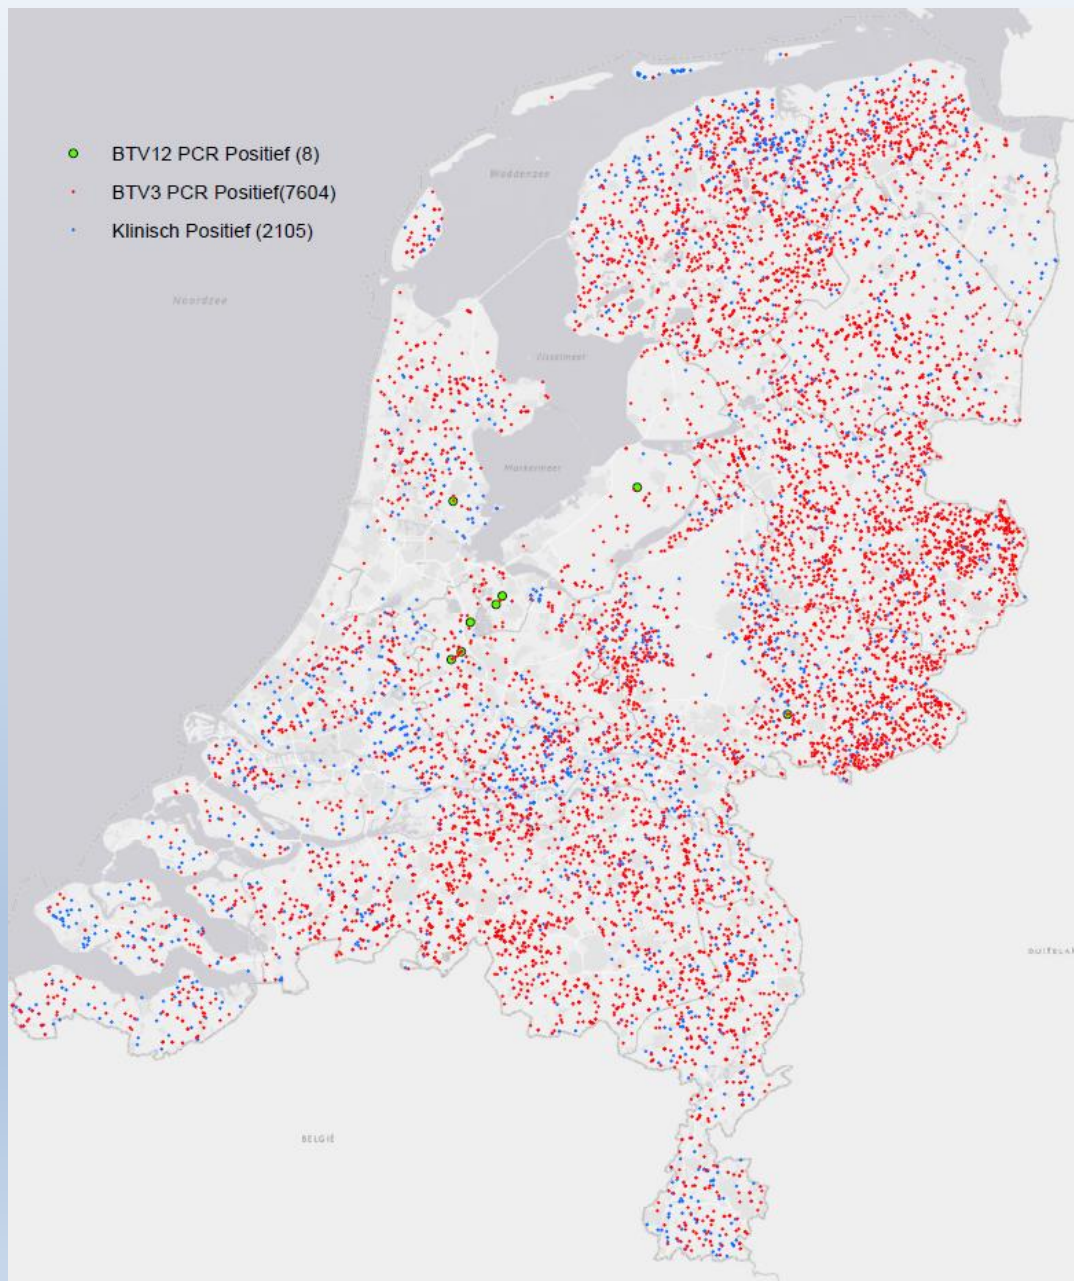 BTV12 PCR Positief (8)
BTV3 PCR Positief(7604)
Klinisch Positief (2105)
Waddenzee
Noordzee
IJsselmeer
Markermeer
BELGIË